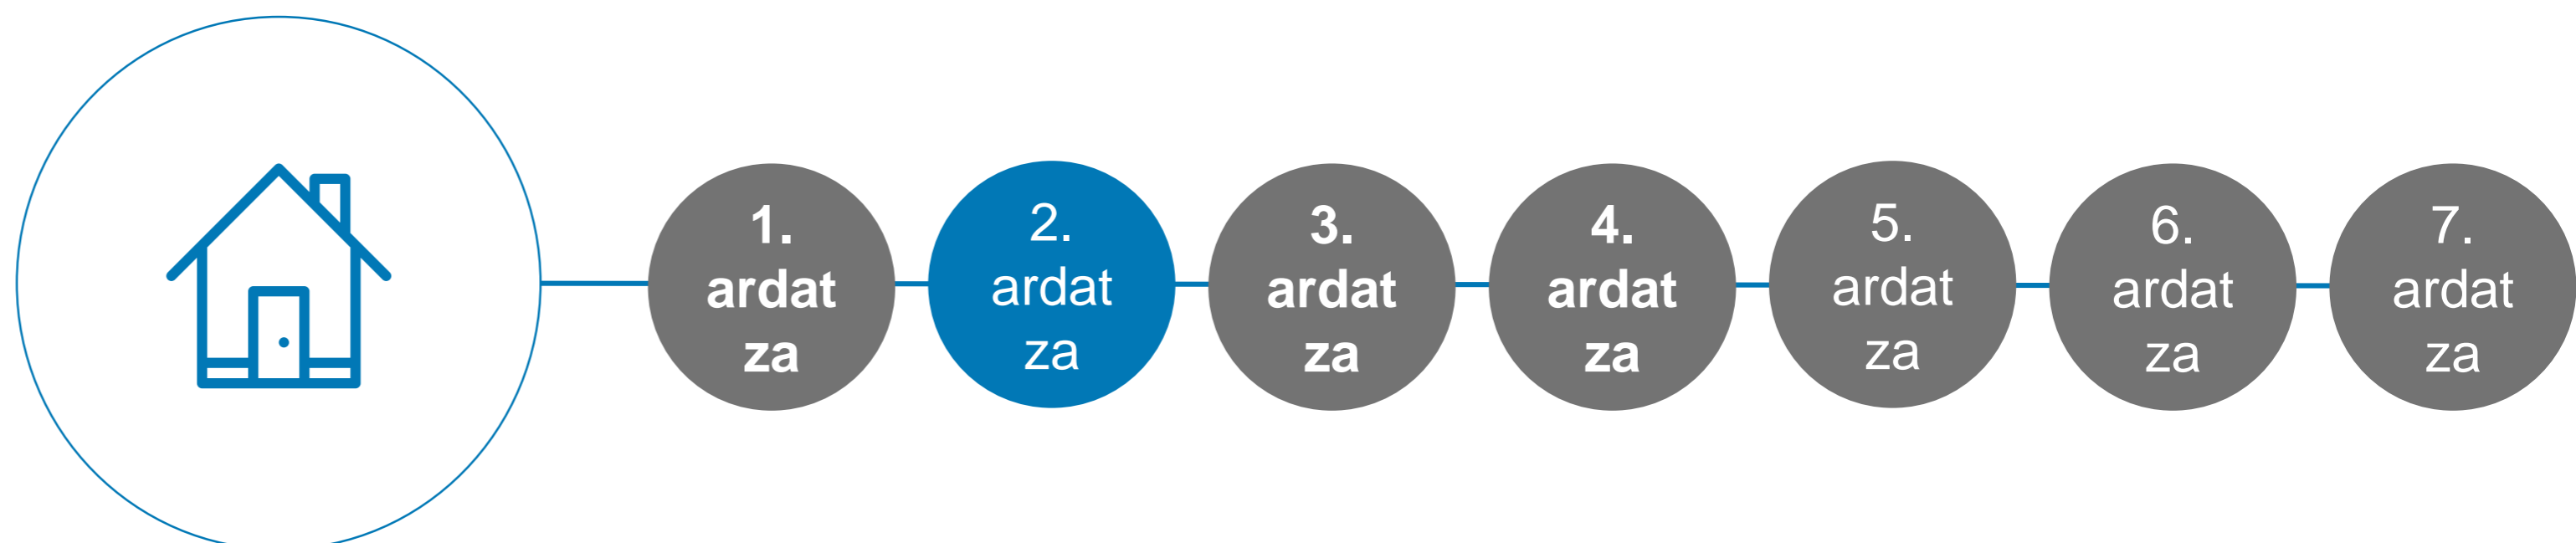 1.
ardat
za
2.
ardat
za
3.
ardat
za
4.
ardat
za
5.
ardat
za
6.
ardat
za
7.
ardat
za